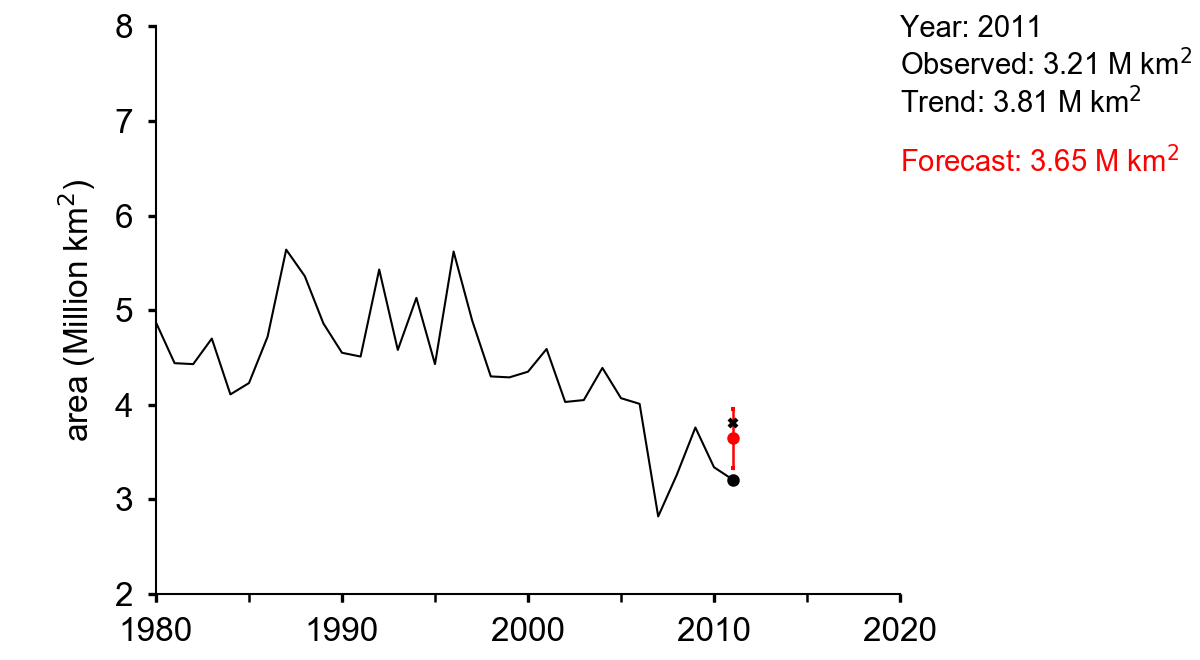 Year: 2011
Observed: 3.21 M km²
Trend: 3.81 M km²
Forecast: 3.65 M km²
area (Million km²)
8
7
6
5
4
3
2
1980 1990 2000 2010 2020